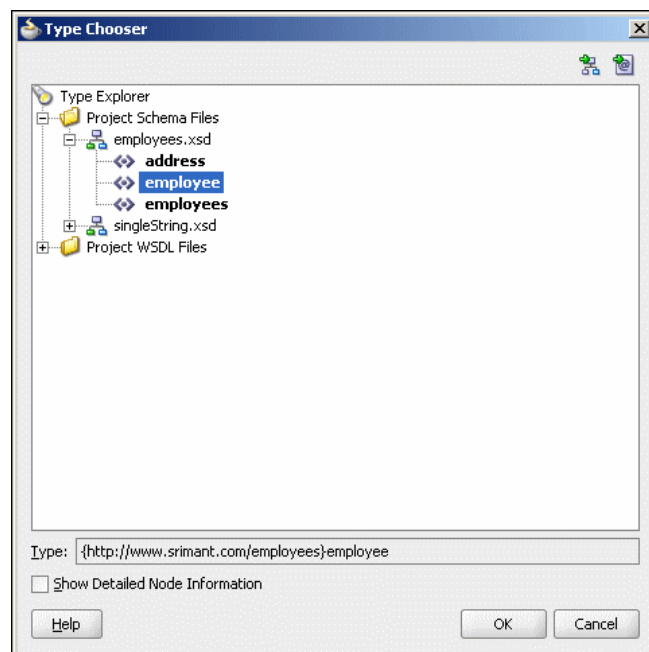 Type Chooser
Type Explorer
Project Schema Files
employees.xsd
address
employee
employees
singleString.xsd
Project WSDL Files
Type: {http://www.srimant.com/employees}employee
Show Detailed Node Information
Help OK Cancel